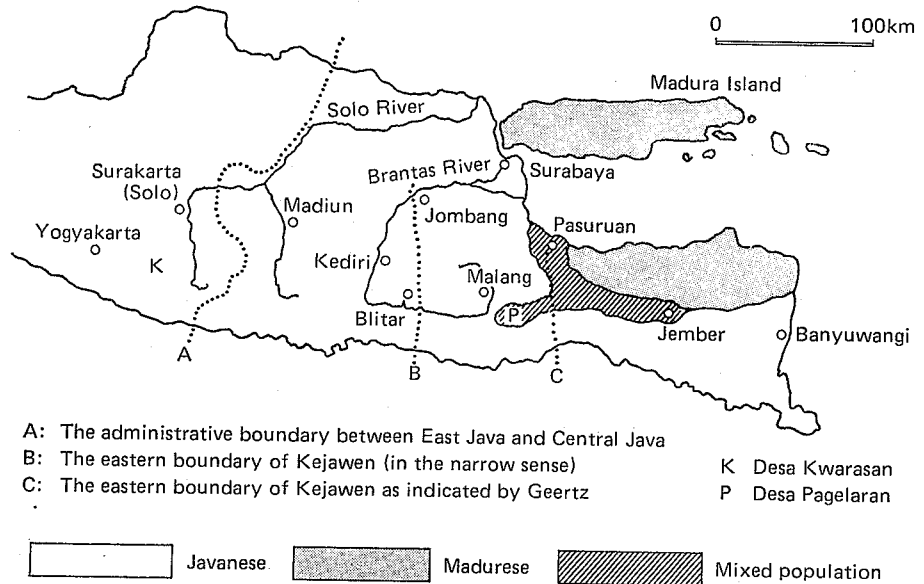 0 100km
Madura Island
Solo River
Surakarta
(Solo)
Brantas River
Surabaya
Madiun
Jombang
Yogyakarta
Pasuruan
K
Kediri
Malang
Blitar
P
Jember
Banyuwangi
A
B
C
A: The administrative boundary between East Java and Central Java
B: The eastern boundary of Kejawen (in the narrow sense)
C: The eastern boundary of Kejawen as indicated by Geertz
K Desa Kwarasan
P Desa Pagelaran
Javanese
Madurese
Mixed population